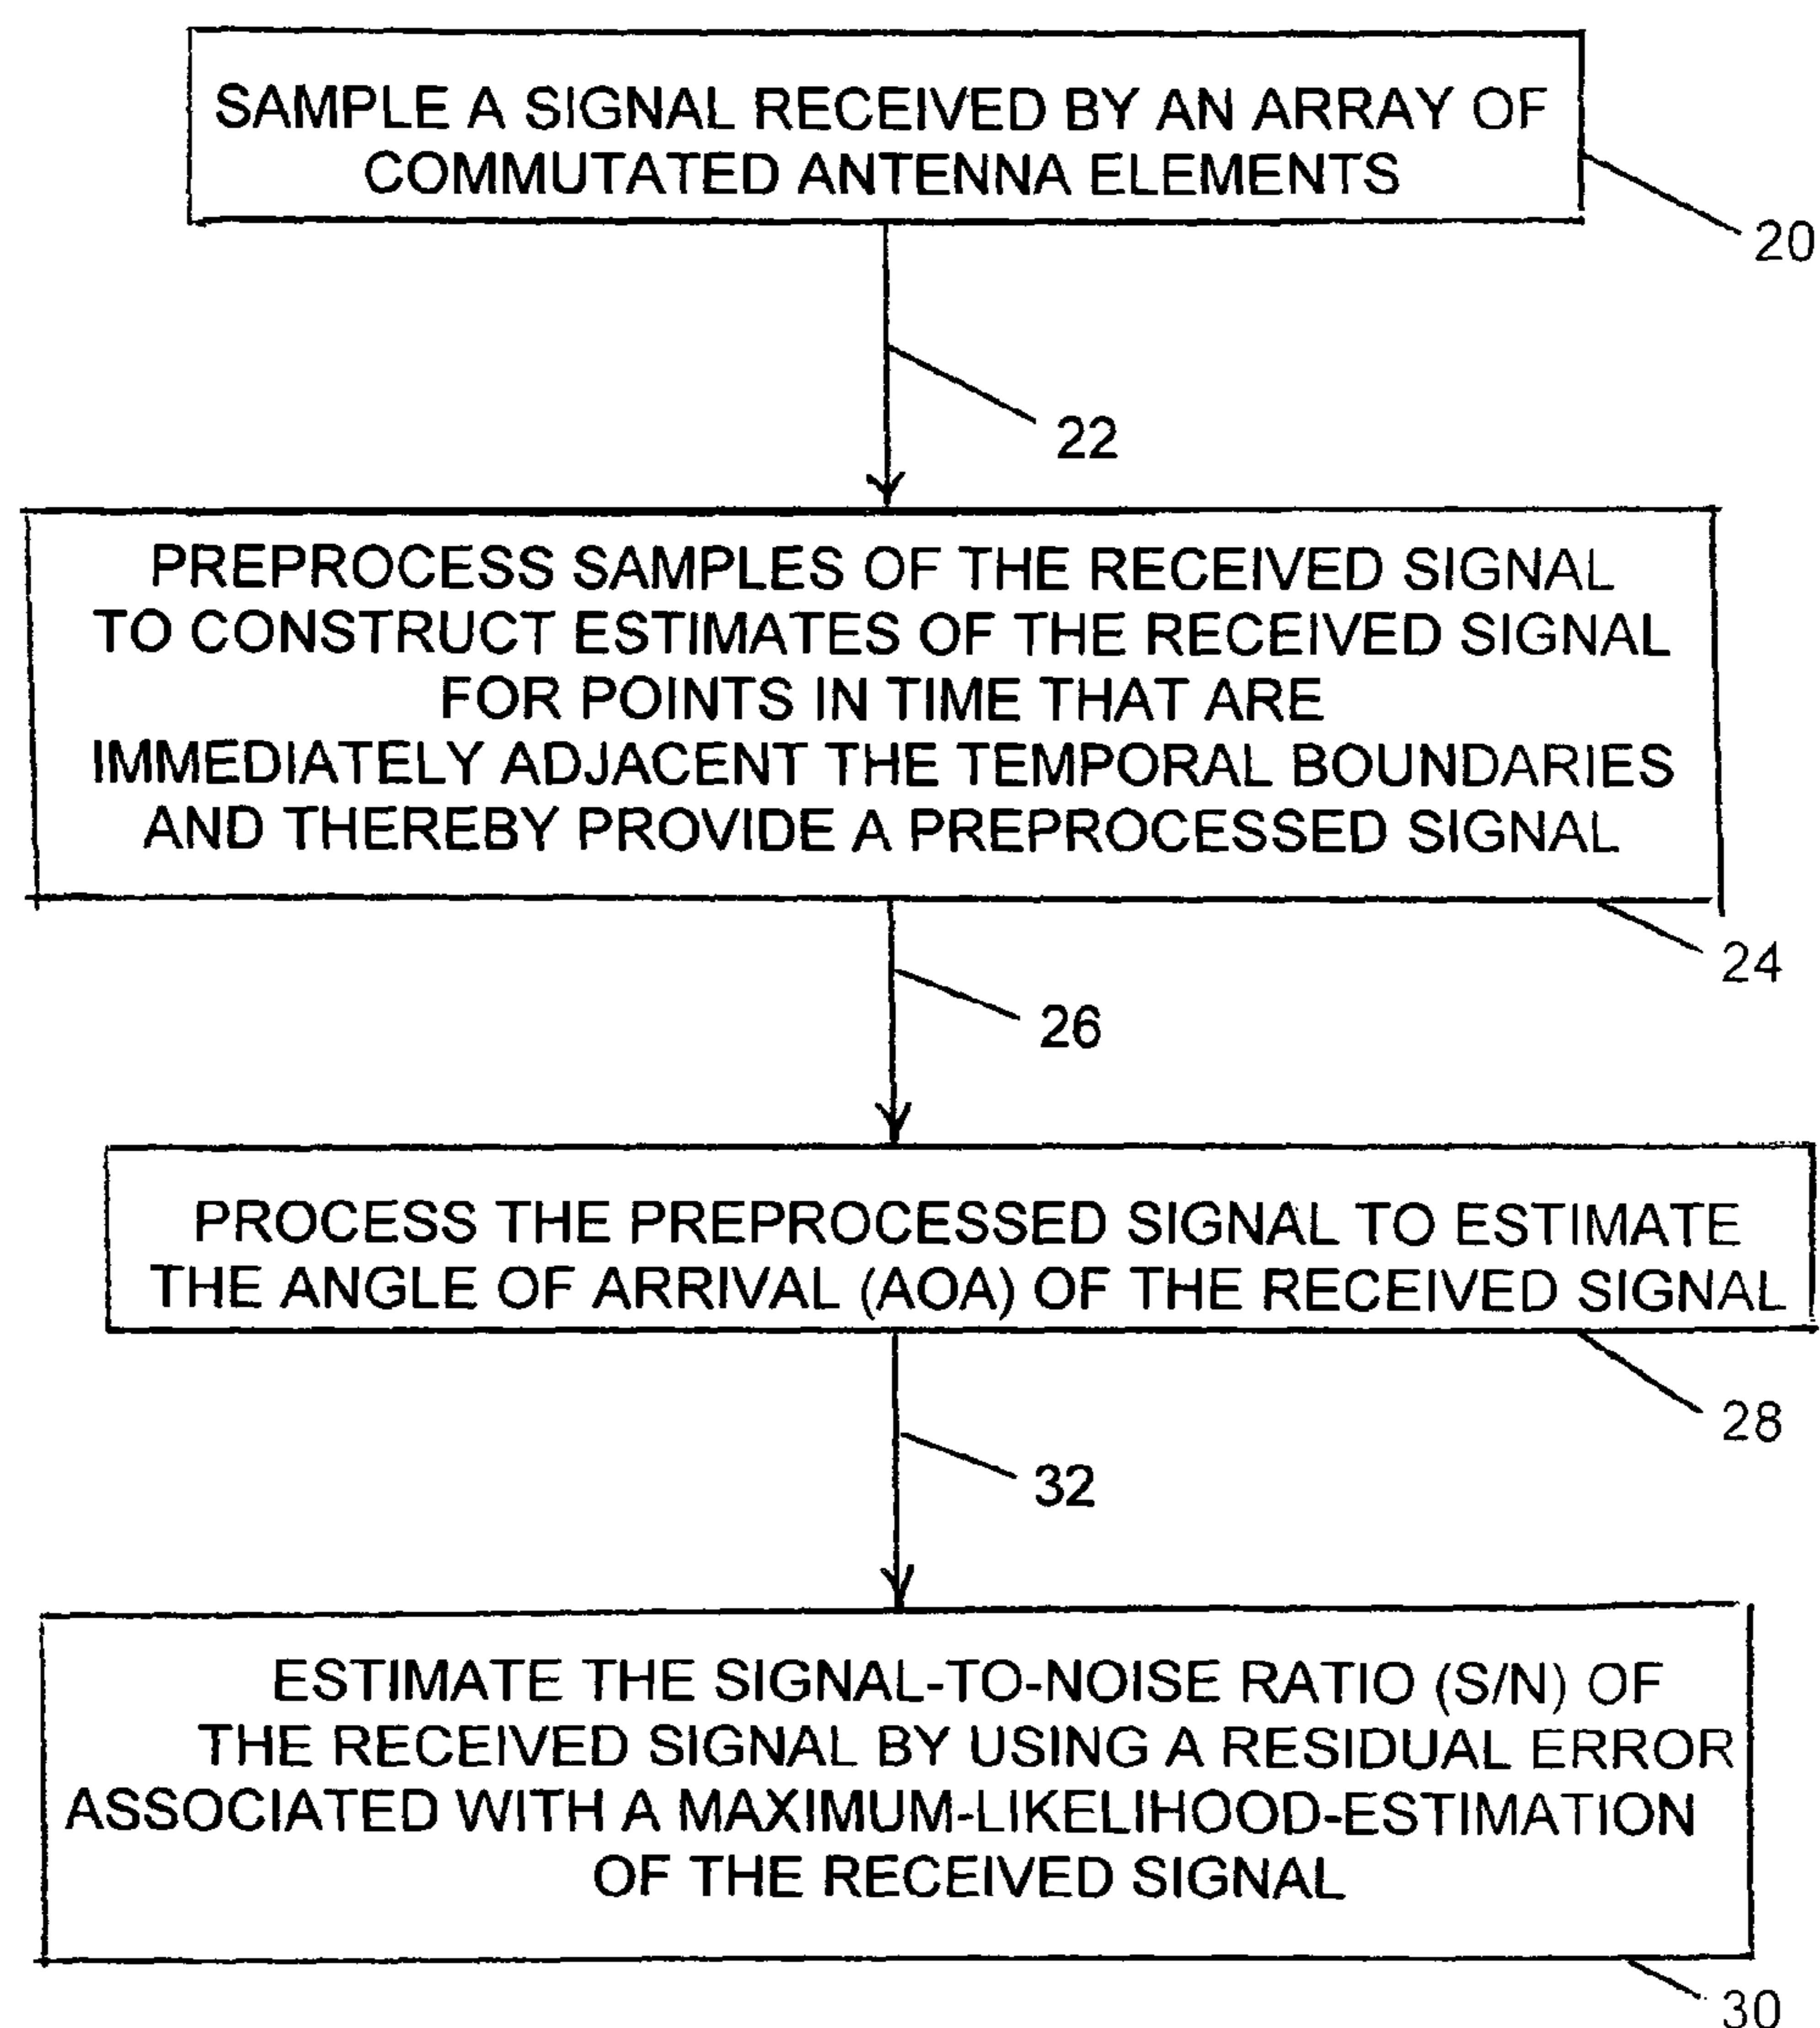 SAMPLE A SIGNAL RECEIVED BY AN ARRAY OF
COMMUTATED ANTENNA ELEMENTS
20
22
PREPROCESS SAMPLES OF THE RECEIVED SIGNAL
TO CONSTRUCT ESTIMATES OF THE RECEIVED SIGNAL
FOR POINTS IN TIME THAT ARE
IMMEDIATELY ADJACENT THE TEMPORAL BOUNDARIES
AND THEREBY PROVIDE A PREPROCESSED SIGNAL
24
26
PROCESS THE PREPROCESSED SIGNAL TO ESTIMATE
THE ANGLE OF ARRIVAL (AOA) OF THE RECEIVED SIGNAL
28
32
ESTIMATE THE SIGNAL-TO-NOISE RATIO (S/N) OF
THE RECEIVED SIGNAL BY USING A RESIDUAL ERROR
ASSOCIATED WITH A MAXIMUM-LIKELIHOOD-ESTIMATION
OF THE RECEIVED SIGNAL
30